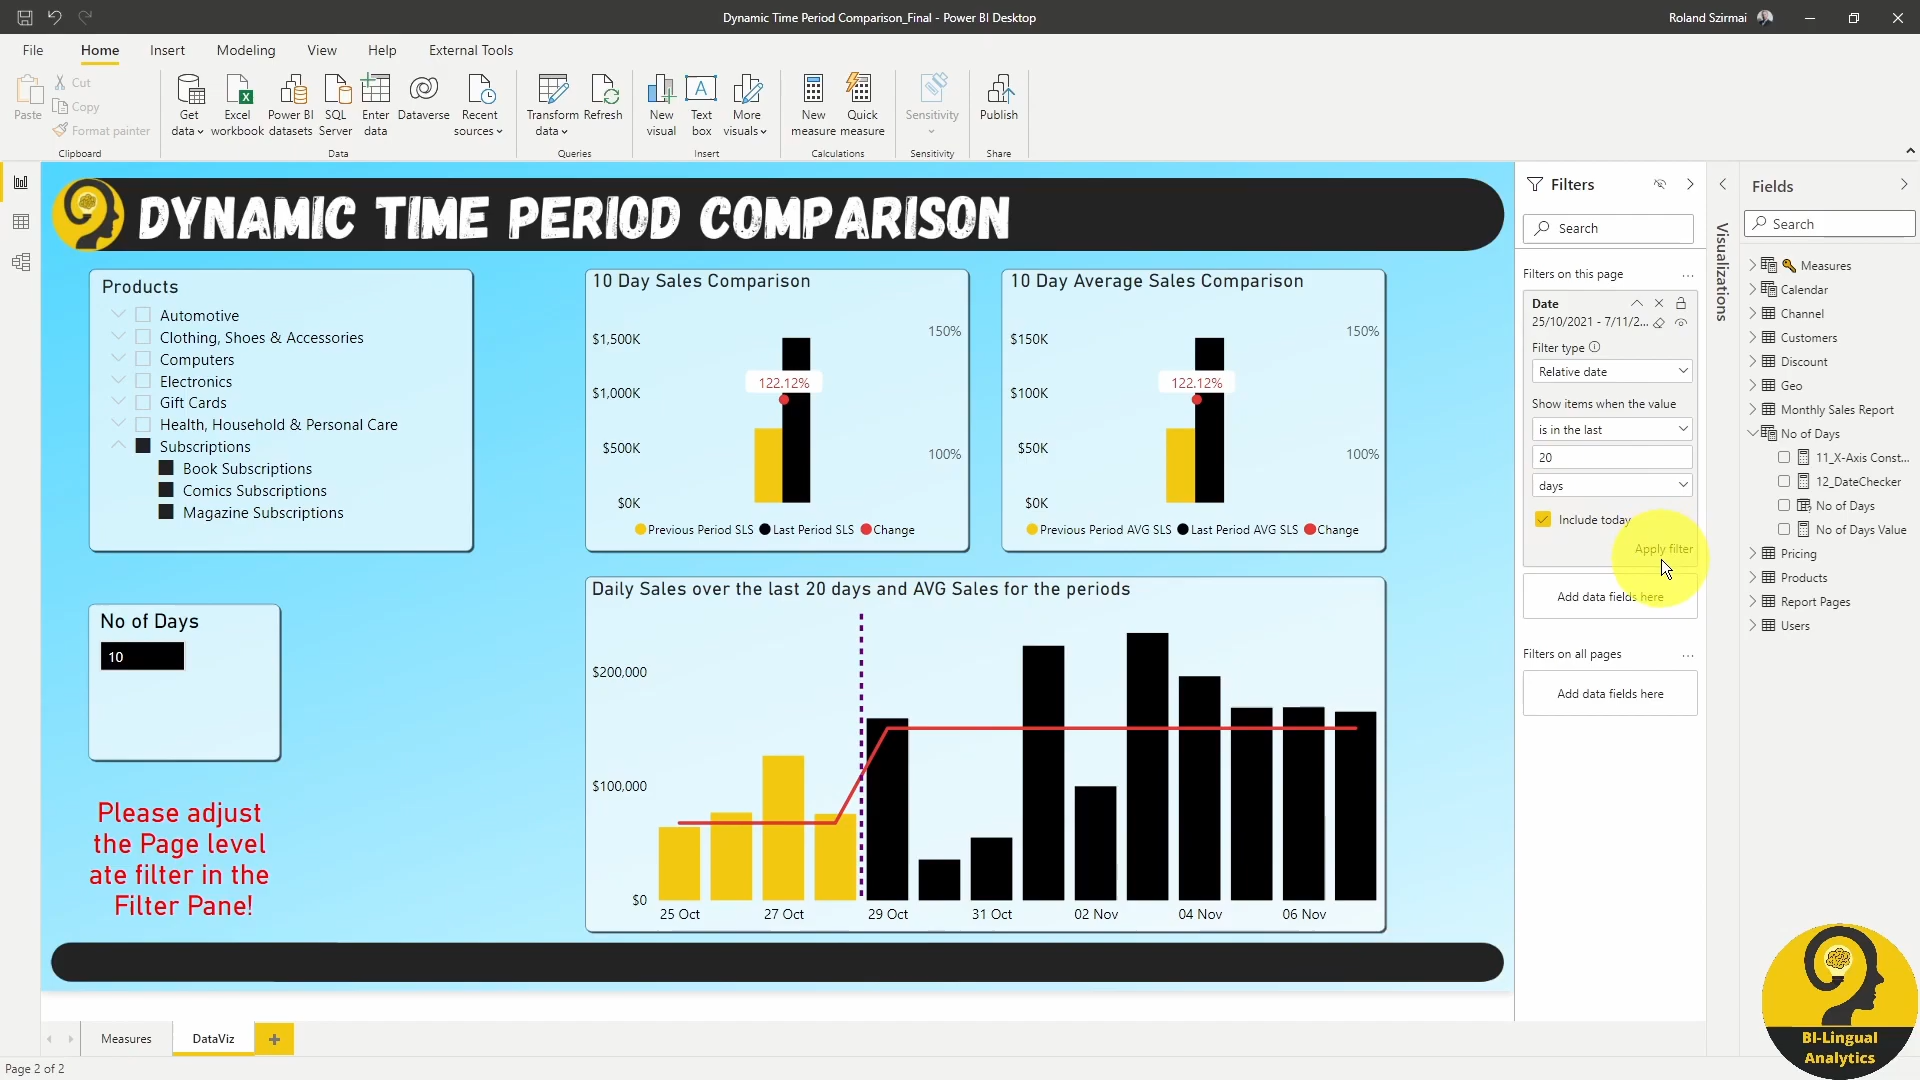 Dynamic Time Period Comparison_Final - Power BI Desktop
Roland Szirmai
File
Home
Insert
Modeling
View
Help
External Tools
Paste
Cut
Copy
Format painter
Clipboard
Get data
Excel workbook
Power BI datasets
SQL Server
Enter data
Dataverse
Recent sources
Data
Transform data
Refresh
Queries
New visual
Text box
More visuals
Insert
New measure
Quick measure
Calculations
Sensitivity
Sensitivity
Publish
Share
DYNAMIC TIME PERIOD COMPARISON
Products
Automotive
Clothing, Shoes & Accessories
Computers
Electronics
Gift Cards
Health, Household & Personal Care
Subscriptions
Book Subscriptions
Comics Subscriptions
Magazine Subscriptions
No of Days
10
Please adjust
the Page level
ate filter in the
Filter Pane!
10 Day Sales Comparison
$1,500K
$1,000K
$500K
$0K
150%
100%
122.12%
Previous Period SLS
Last Period SLS
Change
10 Day Average Sales Comparison
$150K
$100K
$50K
$0K
150%
100%
122.12%
Previous Period AVG SLS
Last Period AVG SLS
Change
Daily Sales over the last 20 days and AVG Sales for the periods
$200,000
$100,000
$0
25 Oct
27 Oct
29 Oct
31 Oct
02 Nov
04 Nov
06 Nov
Filters
Search
Filters on this page
...
Date
25/10/2021 - 7/11/2...
Filter type
Relative date
Show items when the value
is in the last
20
days
Include today
Apply filter
Add data fields here
Filters on all pages
...
Add data fields here
Visualizations
Fields
Search
Measures
Calendar
Channel
Customers
Discount
Geo
Monthly Sales Report
No of Days
11_X-Axis Const...
12_DateChecker
No of Days
No of Days Value
Pricing
Products
Report Pages
Users
BI-Lingual
Analytics
Measures
DataViz
Page 2 of 2